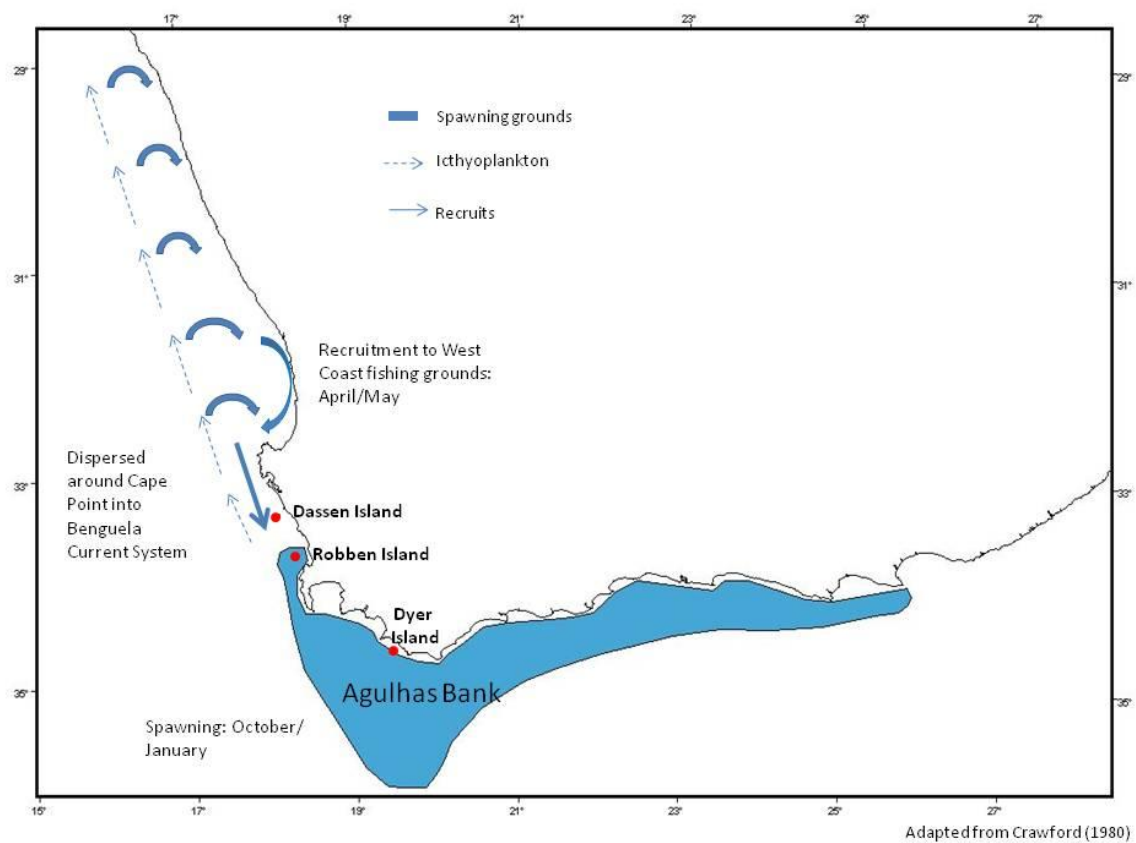 17° 19° 21° 23° 25° 27°
29° 29°
Spawning grounds
Icthyoplankton
Recruits
31° 31°
Recruitment to West
Coast fishing grounds:
April/May
Dispersed
around Cape
Point into
Benguela
Current System
33° 33°
Dassen Island
Robben Island
Dyer
Island
Agulhas Bank
35° 35°
Spawning: October/
January
15° 17° 19° 21° 23° 25° 27°
Adapted from Crawford (1980)